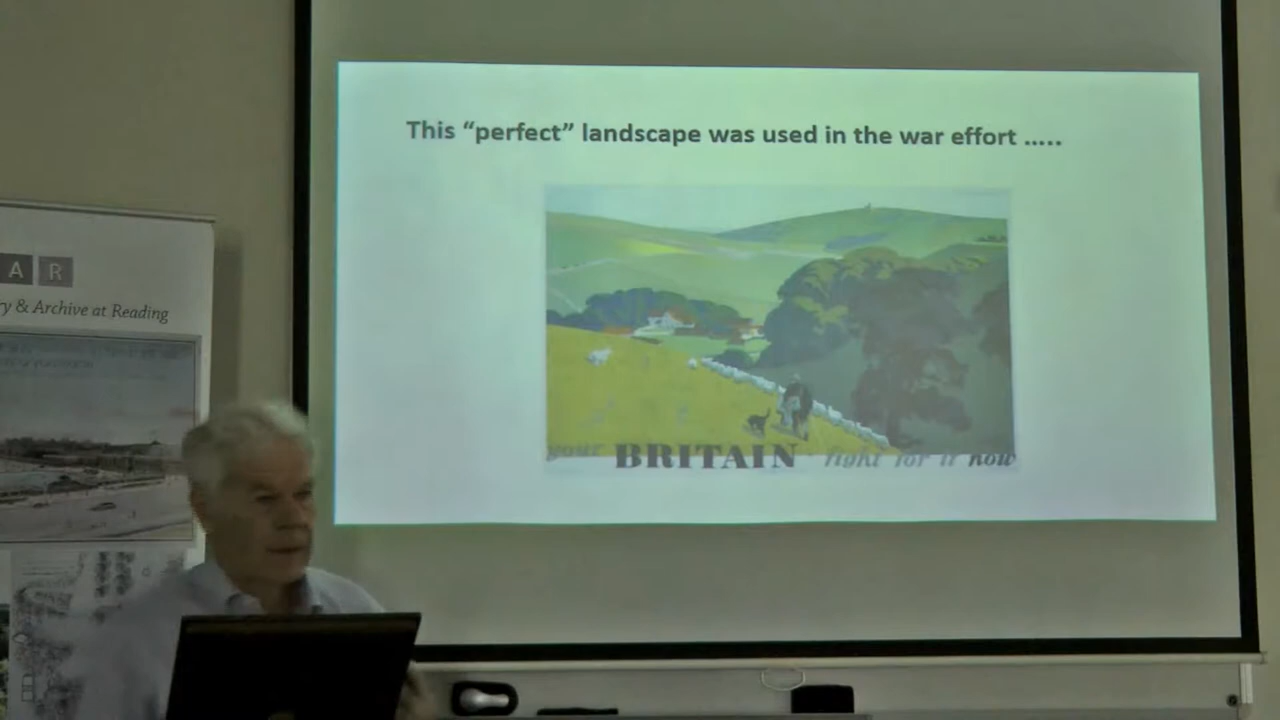 This “perfect” landscape was used in the war effort .....
your BRITAIN fight for it now
A R
ry & Archive at Reading